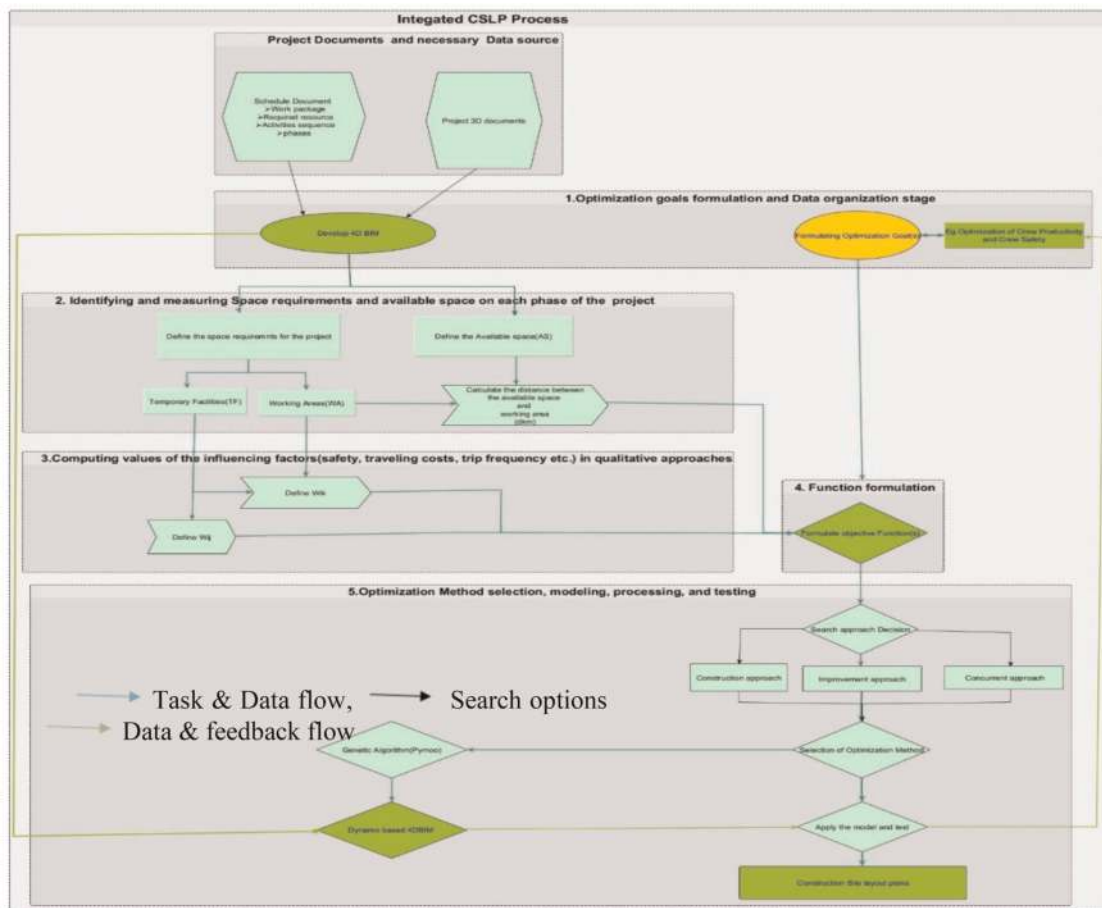 Integated CSLP Process
Project Documents and necessary Data source
Schedule Document
➢Work package
➢Required resource
➢Activities sequence
➢phases
Project 3D documents
1.Optimization goals formulation and Data organization stage
Develop 4D BIM
Formulating Optimization Goal(s)
Eg Optimization of Crew Productivity
and Crew Safety
2. Identifying and measuring Space requirements and available space on each phase of the project
Define the space requiremnts for the project
Define the Available space(AS)
Temporary Facilities(TF)
Working Areas(WA)
Calculate the distance between
the available space
and
working area
(dkm)
3.Computing values of the influencing factors(safety, traveling costs, trip frequency etc.) in qualitative approaches
Define Wik
Define Wij
4. Function formulation
Formulate objective Function(s)
5.Optimization Method selection, modeling, processing, and testing
Search approach Decision
Construction approach
Improvement approach
Concurrent approach
Task & Data flow,
Search options
Data & feedback flow
Genetic Algorithm(Pymoo)
Selection of Optimization Method
Dynamic based 4DBIM
Apply the model and test
Construction Site layout plans